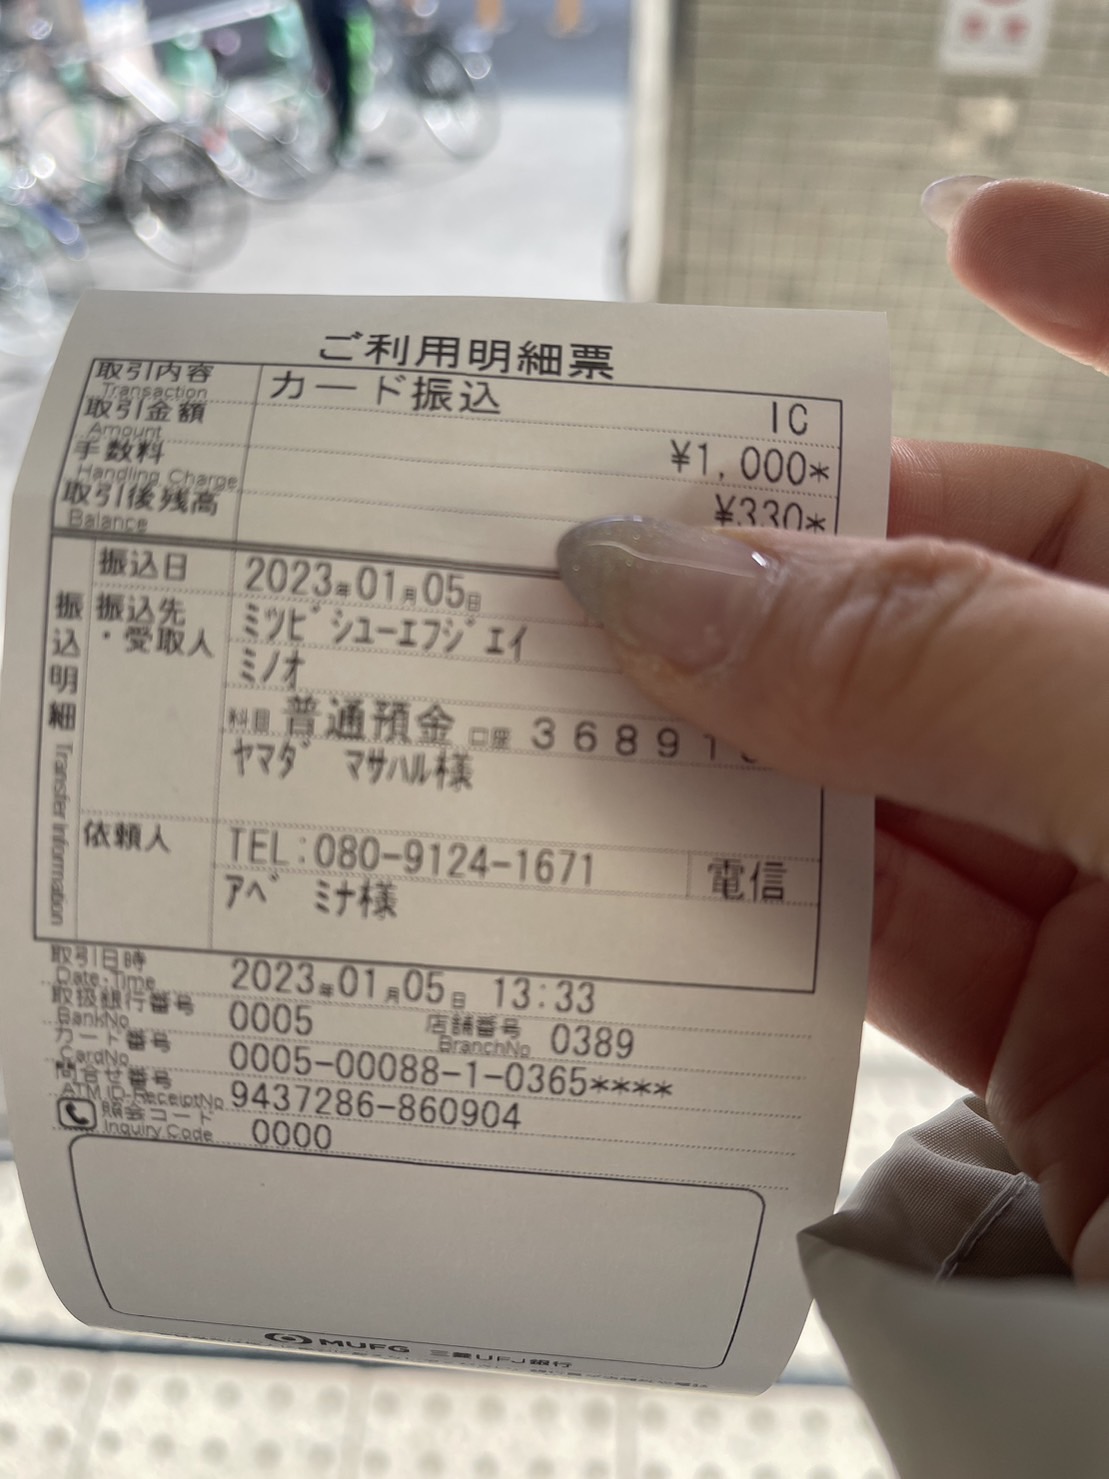 ご利用明細票
取引内容 カード振込 IC
Transaction
取引金額 ¥1,000*
Amount
手数料 ¥330*
Handling Charge
取引後残高
Balance
振込明細 Transfer Information
振込日 2023年01月05日
振込先 ミツビシユーエフジエイ
・受取人 ミノオ
科目 普通預金 口座 36891
ヤマダ マサハル様
依頼人 TEL:080-9124-1671 電信
アベ ミナ様
取引日時 2023年01月05日 13:33
Date・Time
取扱銀行番号 0005 店舗番号 0389
BankNo BranchNo
カード番号 0005-00088-1-0365****
CardNo
問合せ番号 9437286-860904
ATM ID-ReceiptNo
照会コード 0000
Inquiry Code
MUFG 三菱UFJ銀行